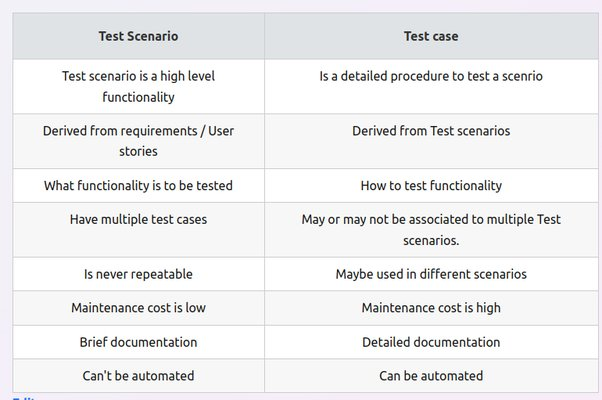 Test Scenario Test case
Test scenario is a high level Is a detailed procedure to test a scenrio
functionality
Derived from requirements / User Derived from Test scenarios
stories
What functionality is to be tested How to test functionality
Have multiple test cases May or may not be associated to multiple Test
scenarios.
Is never repeatable Maybe used in different scenarios
Maintenance cost is low Maintenance cost is high
Brief documentation Detailed documentation
Can't be automated Can be automated